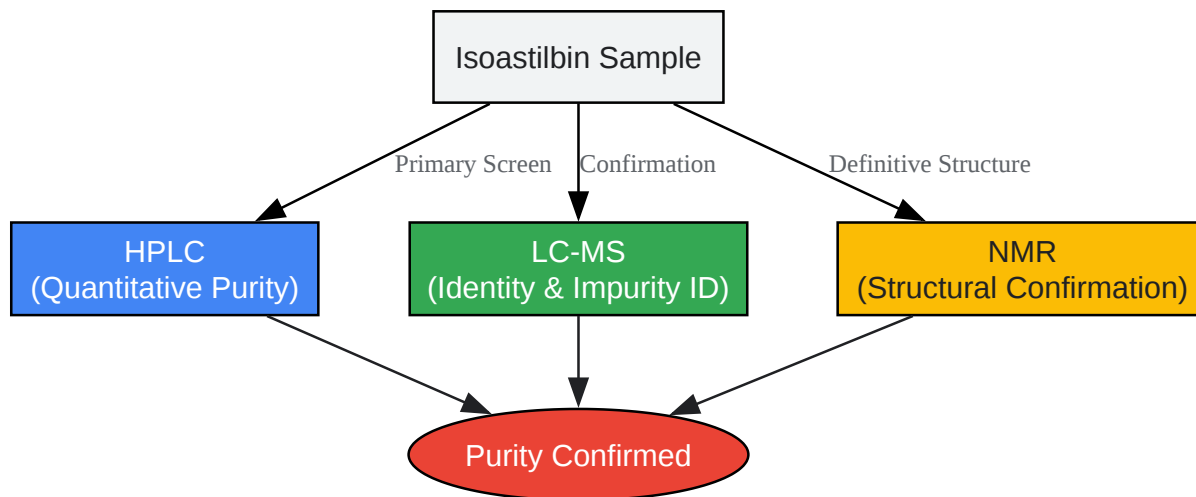 Isoastilbin Sample
Primary Screen
Confirmation
Definitive Structure
HPLC
(Quantitative Purity)
LC-MS
(Identity & Impurity ID)
NMR
(Structural Confirmation)
Purity Confirmed